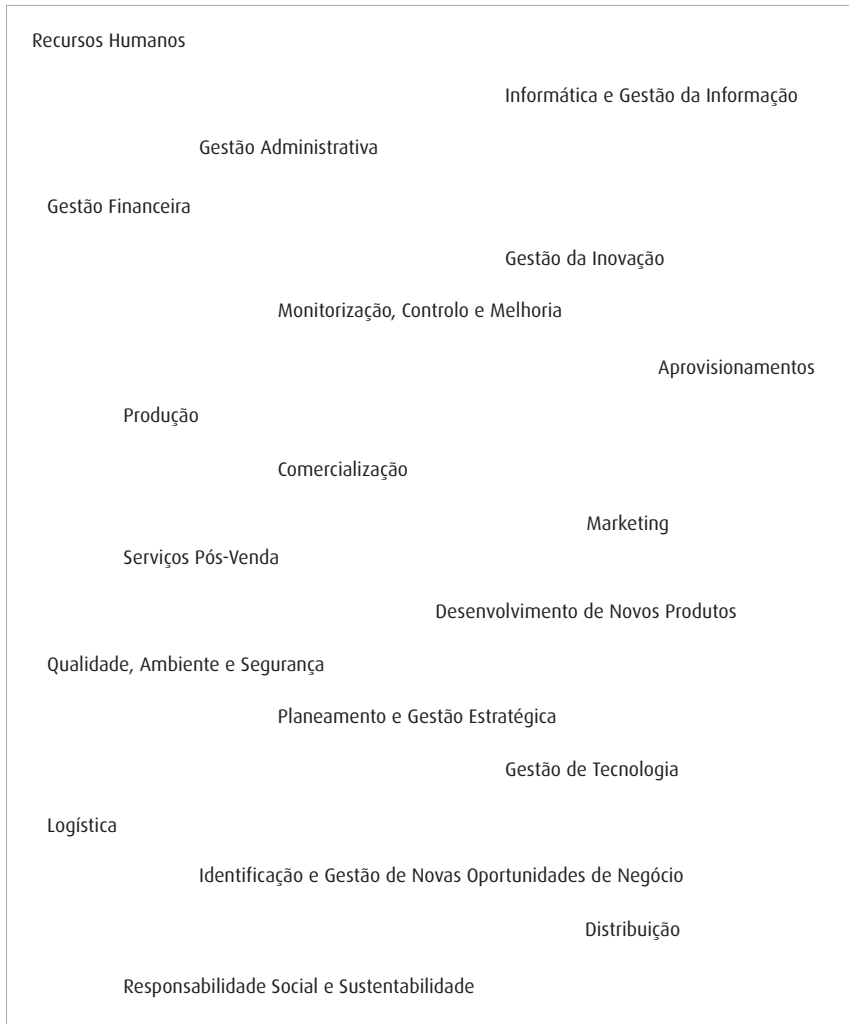 Recursos Humanos
Informática e Gestão da Informação
Gestão Administrativa
Gestão Financeira
Gestão da Inovação
Monitorização, Controlo e Melhoria
Aprovisionamentos
Produção
Comercialização
Marketing
Serviços Pós-Venda
Desenvolvimento de Novos Produtos
Qualidade, Ambiente e Segurança
Planeamento e Gestão Estratégica
Gestão de Tecnologia
Logística
Identificação e Gestão de Novas Oportunidades de Negócio
Distribuição
Responsabilidade Social e Sustentabilidade